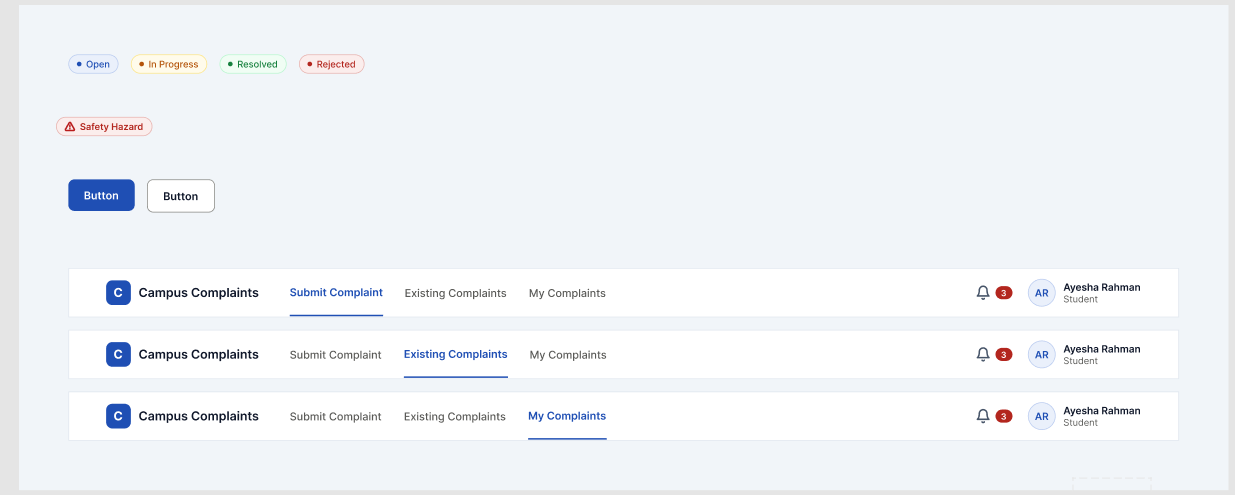 Open In Progress Resolved Rejected
Safety Hazard
Button Button
C Campus Complaints Submit Complaint Existing Complaints My Complaints 3 AR Ayesha Rahman
Student
C Campus Complaints Submit Complaint Existing Complaints My Complaints 3 AR Ayesha Rahman
Student
C Campus Complaints Submit Complaint Existing Complaints My Complaints 3 AR Ayesha Rahman
Student